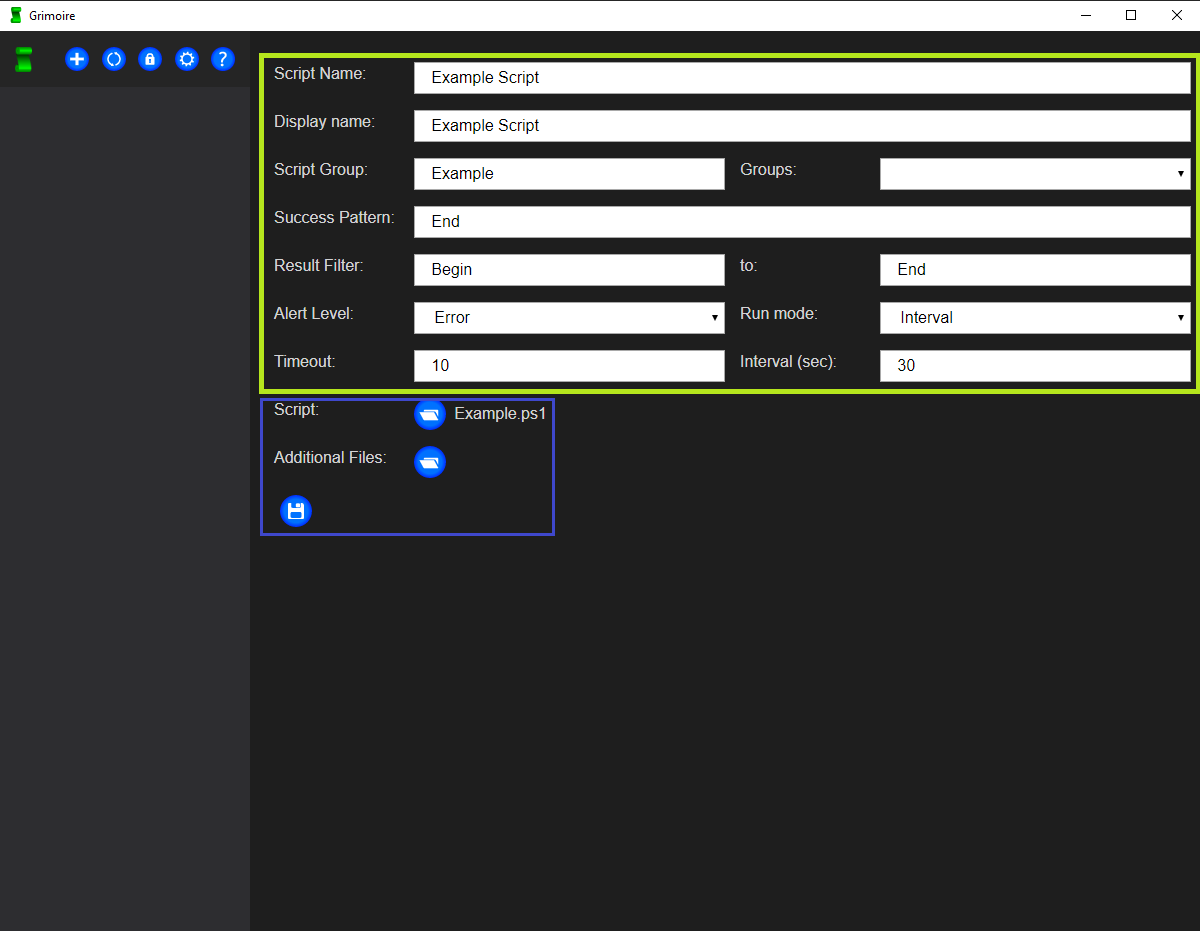 Grimoire
?
Script Name: Example Script
Display name: Example Script
Script Group: Example Groups:
Success Pattern: End
Result Filter: Begin to: End
Alert Level: Error Run mode: Interval
Timeout: 10 Interval (sec): 30
Script: Example.ps1
Additional Files: